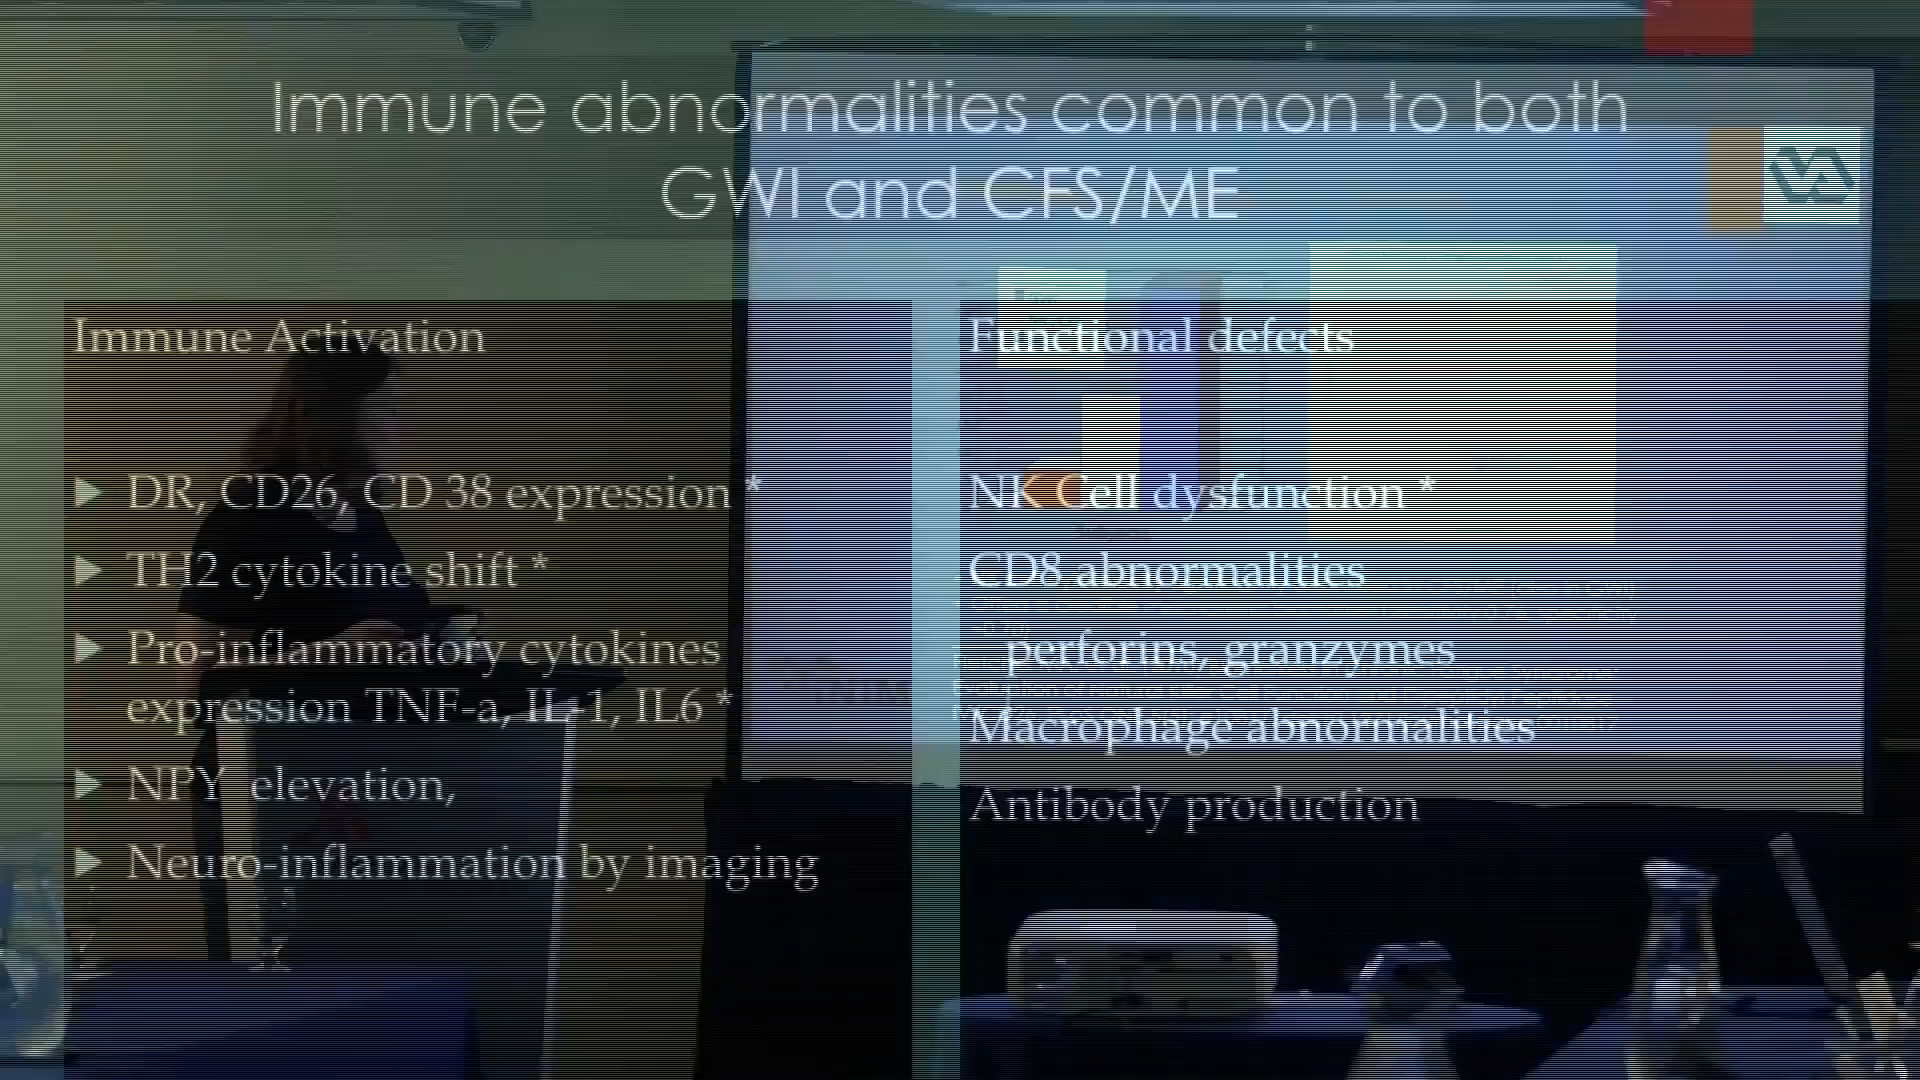 Immune abnormalities common to both
GWI and CFS/ME
Immune Activation
► DR, CD26, CD 38 expression *
► TH2 cytokine shift *
► Pro-inflammatory cytokines
expression TNF-a, IL-1, IL6 *
► NPY elevation,
► Neuro-inflammation by imaging
Functional defects
NK Cell dysfunction *
CD8 abnormalities
perforins, granzymes
Macrophage abnormalities
Antibody production